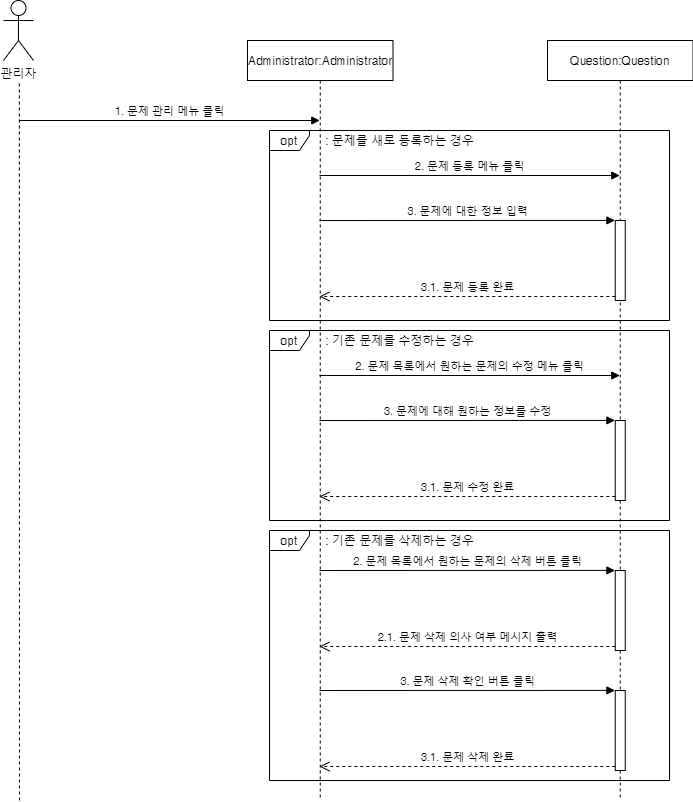 관리자
Administrator:Administrator
Question:Question
1. 문제 관리 메뉴 클릭
opt
: 문제를 새로 등록하는 경우
2. 문제 등록 메뉴 클릭
3. 문제에 대한 정보 입력
3.1. 문제 등록 완료
opt
: 기존 문제를 수정하는 경우
2. 문제 목록에서 원하는 문제의 수정 메뉴 클릭
3. 문제에 대해 원하는 정보를 수정
3.1. 문제 수정 완료
opt
: 기존 문제를 삭제하는 경우
2. 문제 목록에서 원하는 문제의 삭제 버튼 클릭
2.1. 문제 삭제 의사 여부 메시지 출력
3. 문제 삭제 확인 버튼 클릭
3.1. 문제 삭제 완료